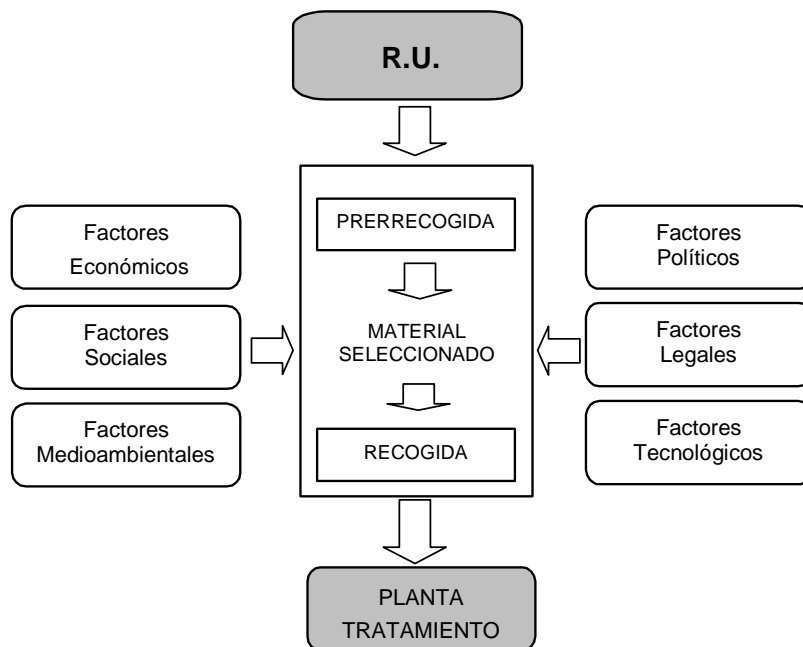 R.U.
PRERRECOGIDA
MATERIAL
SELECCIONADO
RECOGIDA
Factores
Económicos
Factores
Sociales
Factores
Medioambientales
Factores
Políticos
Factores
Legales
Factores
Tecnológicos
PLANTA
TRATAMIENTO